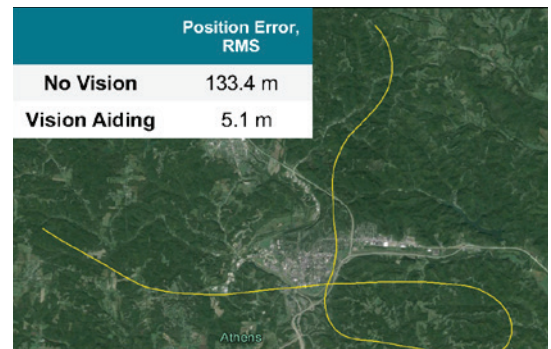 Position Error,
RMS
No Vision 133.4 m
Vision Aiding 5.1 m
Athens